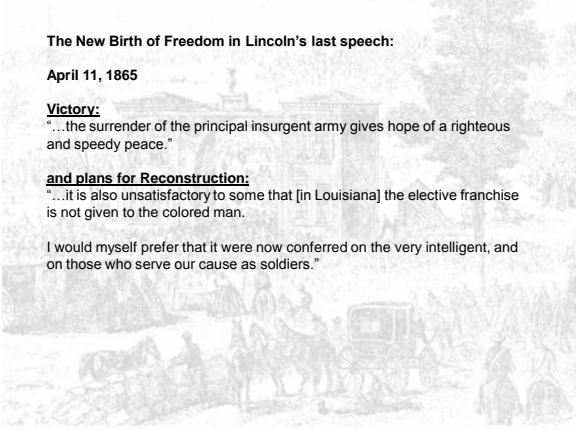 The New Birth of Freedom in Lincoln’s last speech:
April 11, 1865
Victory:
“…the surrender of the principal insurgent army gives hope of a righteous
and speedy peace.”
and plans for Reconstruction:
“…it is also unsatisfactory to some that [in Louisiana] the elective franchise
is not given to the colored man.
I would myself prefer that it were now conferred on the very intelligent, and
on those who serve our cause as soldiers.”